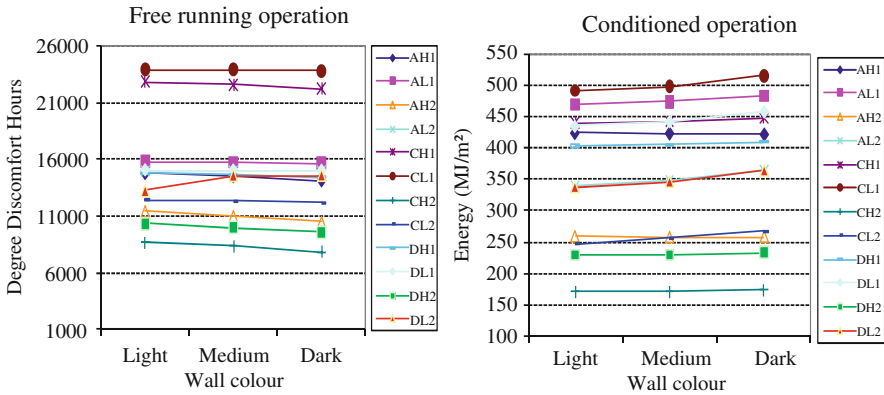 Free running operation
Degree Discomfort Hours
26000
21000
16000
11000
6000
1000
Light Medium Dark
Wall colour
AH1
AL1
AH2
AL2
CH1
CL1
CH2
CL2
DH1
DL1
DH2
DL2
Conditioned operation
Energy (MJ/m²)
550
500
450
400
350
300
250
200
150
100
Light Medium Dark
Wall colour
AH1
AL1
AH2
AL2
CH1
CL1
CH2
CL2
DH1
DL1
DH2
DL2